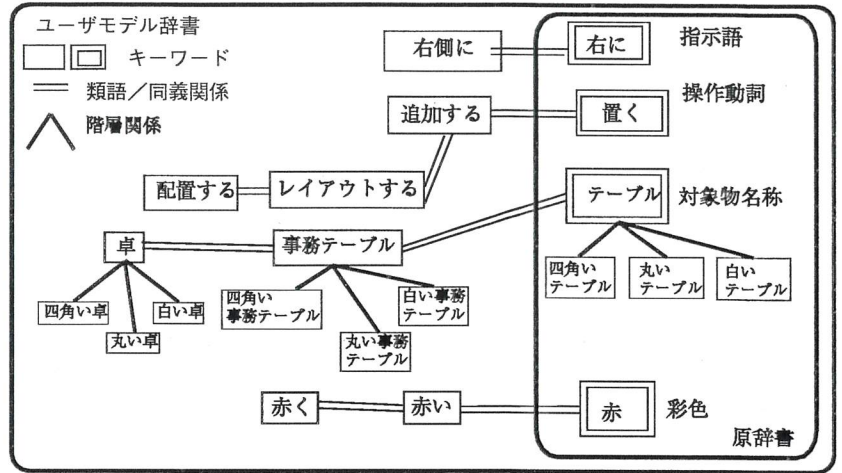 ユーザモデル辞書
キーワード
類語／同義関係
階層関係
右側に
右に
指示語
追加する
置く
操作動詞
配置する
レイアウトする
テーブル
対象物名称
卓
事務テーブル
四角い
テーブル
丸い
テーブル
白い
テーブル
四角い卓
丸い卓
白い卓
四角い
事務テーブル
丸い事務
テーブル
白い事務
テーブル
赤く
赤い
赤
彩色
原辞書